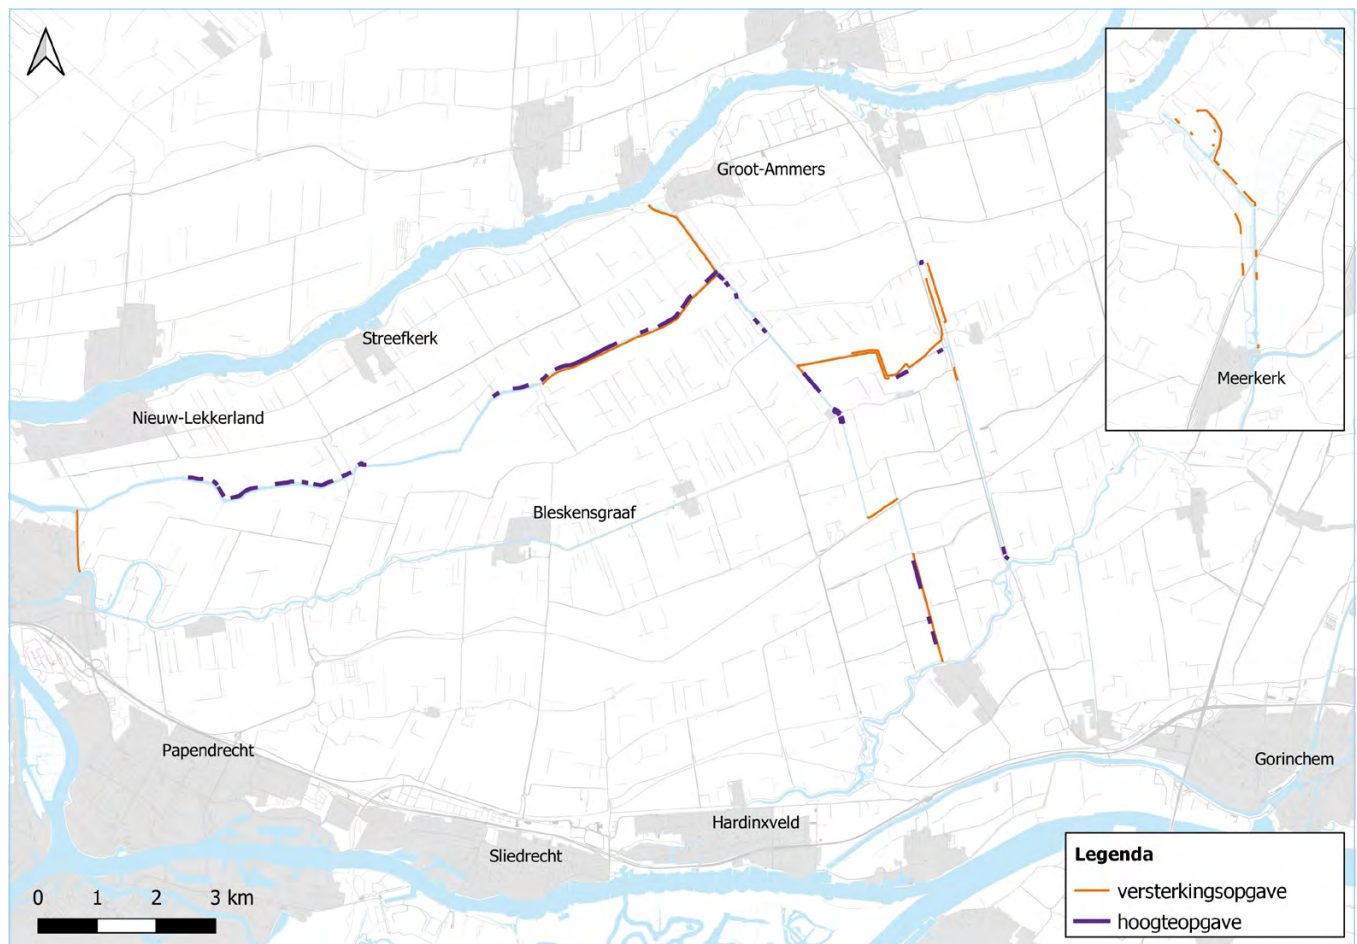 Groot-Ammers
Streefkerk
Meerkerk
Nieuw-Lekkerland
Bleskensgraaf
Papendrecht
Gorinchem
Hardinxveld
Sliedrecht
Legenda
versterkingsopgave
hoogteopgave
0 1 2 3 km